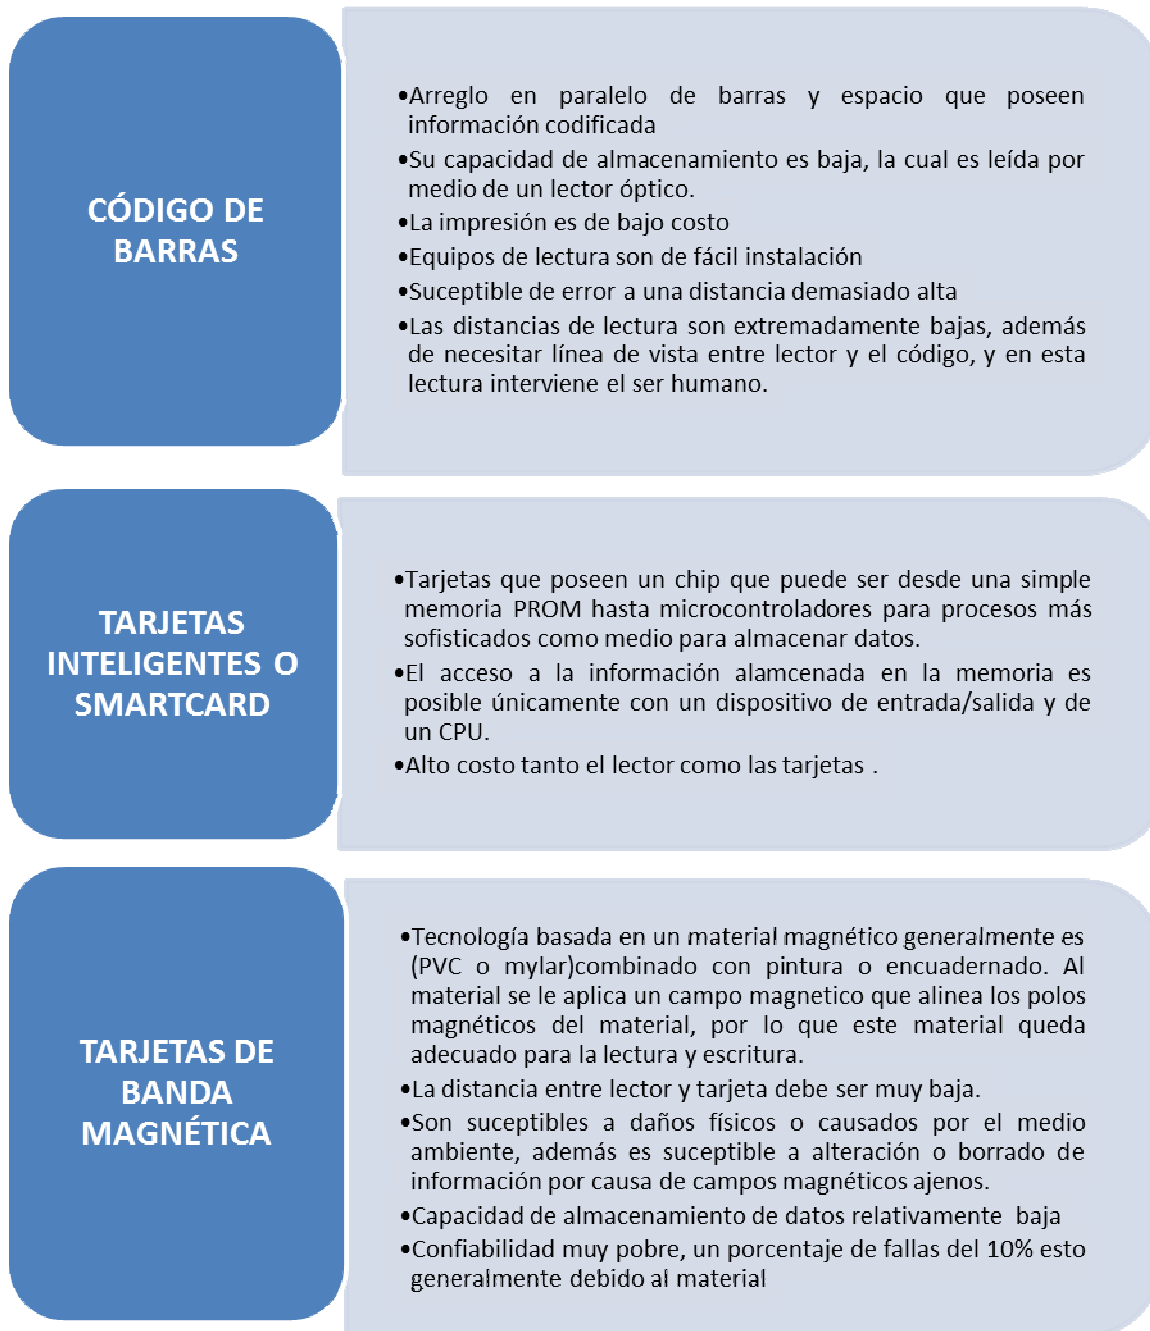 CÓDIGO DE
BARRAS
•Arreglo en paralelo de barras y espacio que poseen
información codificada
•Su capacidad de almacenamiento es baja, la cual es leída por
medio de un lector óptico.
•La impresión es de bajo costo
•Equipos de lectura son de fácil instalación
•Suceptible de error a una distancia demasiado alta
•Las distancias de lectura son extremadamente bajas, además
de necesitar línea de vista entre lector y el código, y en esta
lectura interviene el ser humano.
TARJETAS
INTELIGENTES O
SMARTCARD
•Tarjetas que poseen un chip que puede ser desde una simple
memoria PROM hasta microcontroladores para procesos más
sofisticados como medio para almacenar datos.
•El acceso a la información alamcenada en la memoria es
posible únicamente con un dispositivo de entrada/salida y de
un CPU.
•Alto costo tanto el lector como las tarjetas .
TARJETAS DE
BANDA
MAGNÉTICA
•Tecnología basada en un material magnético generalmente es
(PVC o mylar)combinado con pintura o encuadernado. Al
material se le aplica un campo magnetico que alinea los polos
magnéticos del material, por lo que este material queda
adecuado para la lectura y escritura.
•La distancia entre lector y tarjeta debe ser muy baja.
•Son suceptibles a daños físicos o causados por el medio
ambiente, además es suceptible a alteración o borrado de
información por causa de campos magnéticos ajenos.
•Capacidad de almacenamiento de datos relativamente baja
•Confiabilidad muy pobre, un porcentaje de fallas del 10% esto
generalmente debido al material